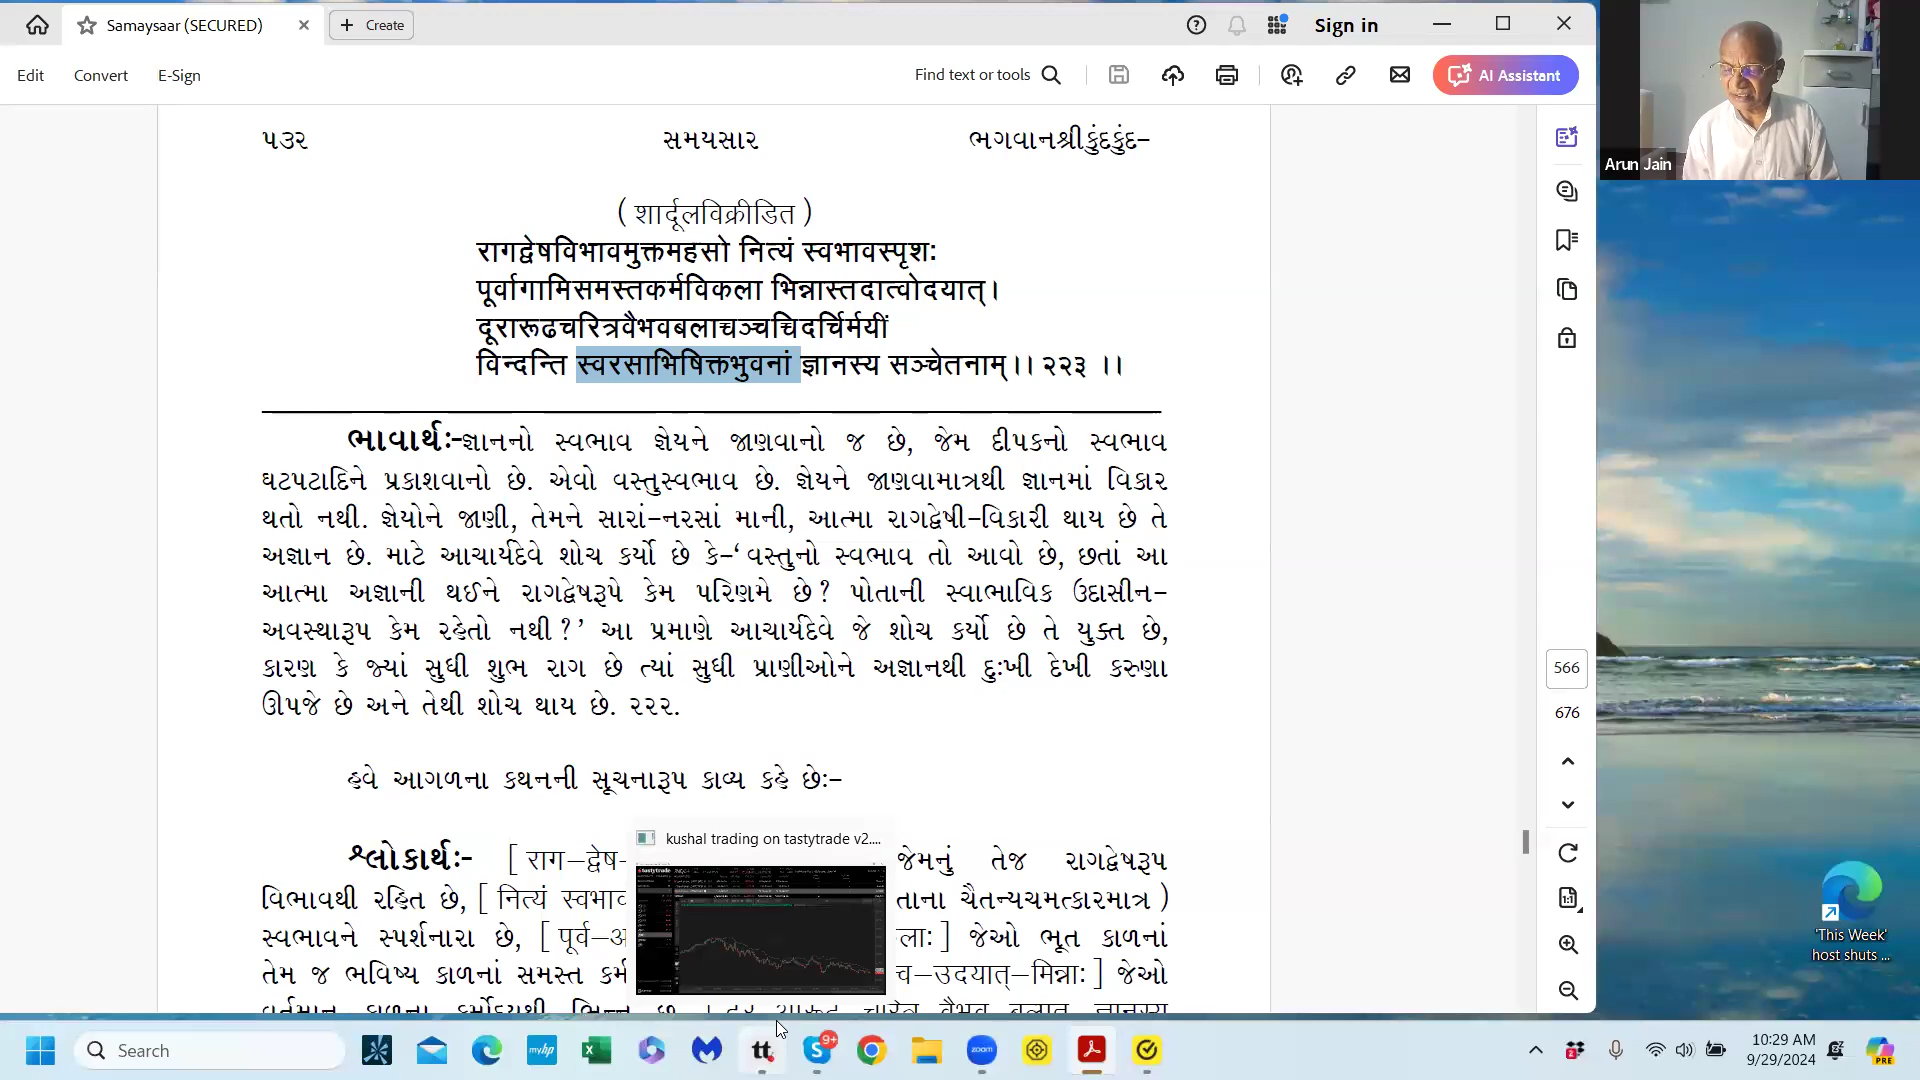 Samaysaar (SECURED)
Create
Sign in
Edit
Convert
E-Sign
Find text or tools
AI Assistant
Arun Jain
૫૩૨
સમયસાર
ભગવાનશ્રીકુંદકુંદ-
( शार्दूलविक्रीडित )
रागद्वेषविभावमुक्तमहसो नित्यं स्वभावस्पृशः
पूर्वागामिसमस्तकर्मविकला भिन्नास्तदात्वोदयात्।
दूरारूढचरित्रवैभवबलाच्चञ्चच्चिदर्चिर्मयीं
विन्दन्ति स्वरसाभिषिक्तभुवनां ज्ञानस्य सञ्चेतनाम्।। २२३ ।।
ભાવાર્થઃ-જ્ઞાનનો સ્વભાવ જ્ઞેયને જાણવાનો જ છે, જેમ દીપકનો સ્વભાવ
ઘટપટાદિને પ્રકાશવાનો છે. એવો વસ્તુસ્વભાવ છે. જ્ઞેયને જાણવામાત્રથી જ્ઞાનમાં વિકાર
થતો નથી. જ્ઞેયોને જાણી, તેમને સારાં-નરસાં માની, આત્મા રાગદ્વેષી-વિકારી થાય છે તે
અજ્ઞાન છે. માટે આચાર્યદેવે શોચ કર્યો છે કે-‘વસ્તુનો સ્વભાવ તો આવો છે, છતાં આ
આત્મા અજ્ઞાની થઈને રાગદ્વેષરૂપે કેમ પરિણમે છે? પોતાની સ્વાભાવિક ઉદાસીન-
અવસ્થારૂપ કેમ રહેતો નથી?’ આ પ્રમાણે આચાર્યદેવે જે શોચ કર્યો છે તે યુક્ત છે,
કારણ કે જ્યાં સુધી શુભ રાગ છે ત્યાં સુધી પ્રાણીઓને અજ્ઞાનથી દુઃખી દેખી કરુણા
ઊપજે છે અને તેથી શોચ થાય છે. ૨૨૨.
હવે આગળના કથનની સૂચનારૂપ કાવ્ય કહે છેઃ-
શ્લોકાર્થઃ- [ राग-द्वेष- જેમનું તેજ રાગદ્વેષરૂપ
વિભાવથી રહિત છે, [ नित्यं स्वभाव તાના ચૈતન્યચમત્કારમાત્ર )
સ્વભાવને સ્પર્શનારા છે, [ पूर्व-अ ला: ] જેઓ ભૂત કાળનાં
તેમ જ ભવિષ્ય કાળનાં સમસ્ત કર્મ च-उदयात्-भिन्नाः ] જેઓ
kushal trading on tastytrade v2....
tastytrade
566
676
'This Week'
host shuts ...
Search
9+
10:29 AM
9/29/2024
myhp
tt
zoom
PRE